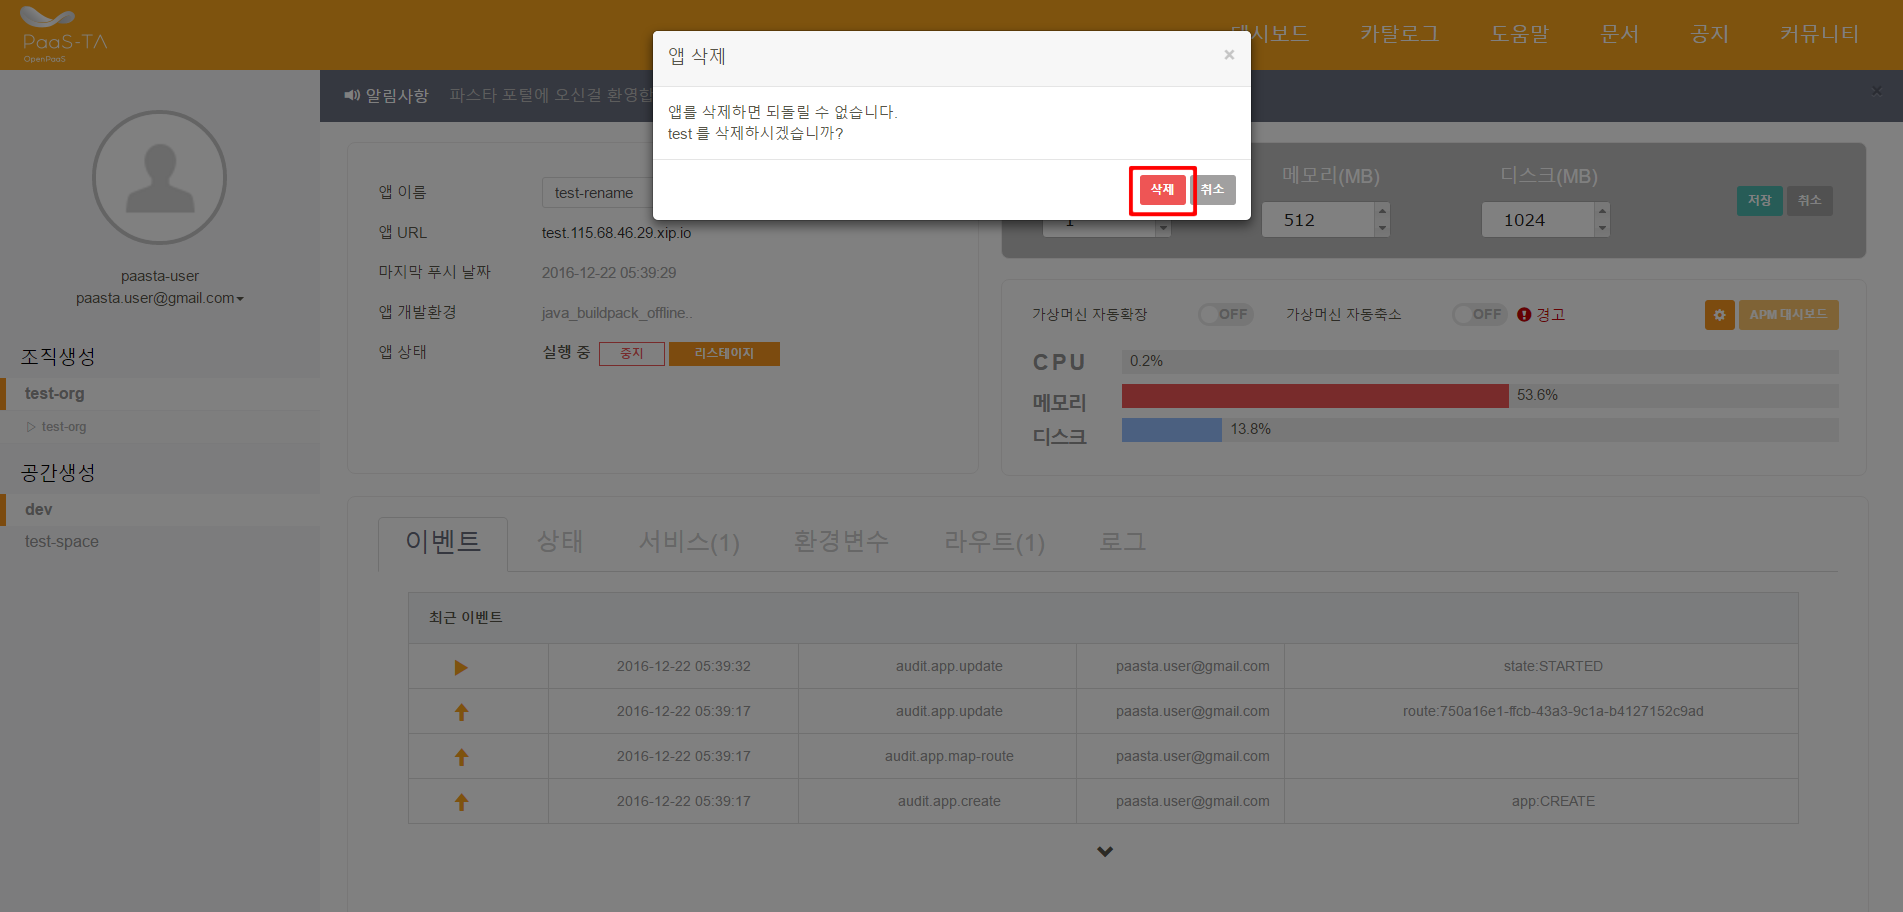 PaaS-TA
OpenPaaS
대시보드
카탈로그
도움말
문서
공지
커뮤니티
앱 삭제
×
앱를 삭제하면 되돌릴 수 없습니다.
test 를 삭제하시겠습니까?
삭제
취소
알림사항
파스타 포털에 오신걸 환영합
×
paasta-user
paasta.user@gmail.com
조직생성
test-org
test-org
공간생성
dev
test-space
앱 이름
test-rename
앱 URL
test.115.68.46.29.xip.io
마지막 푸시 날짜
2016-12-22 05:39:29
앱 개발환경
java_buildpack_offline..
앱 상태
실행 중
중지
리스테이지
메모리(MB)
디스크(MB)
1
512
1024
저장
취소
가상머신 자동확장
OFF
가상머신 자동축소
OFF
경고
APM 대시보드
CPU
0.2%
메모리
53.6%
디스크
13.8%
이벤트
상태
서비스(1)
환경변수
라우트(1)
로그
최근 이벤트
2016-12-22 05:39:32 audit.app.update paasta.user@gmail.com state:STARTED
2016-12-22 05:39:17 audit.app.update paasta.user@gmail.com route:750a16e1-ffcb-43a3-9c1a-b4127152c9ad
2016-12-22 05:39:17 audit.app.map-route paasta.user@gmail.com
2016-12-22 05:39:17 audit.app.create paasta.user@gmail.com app:CREATE